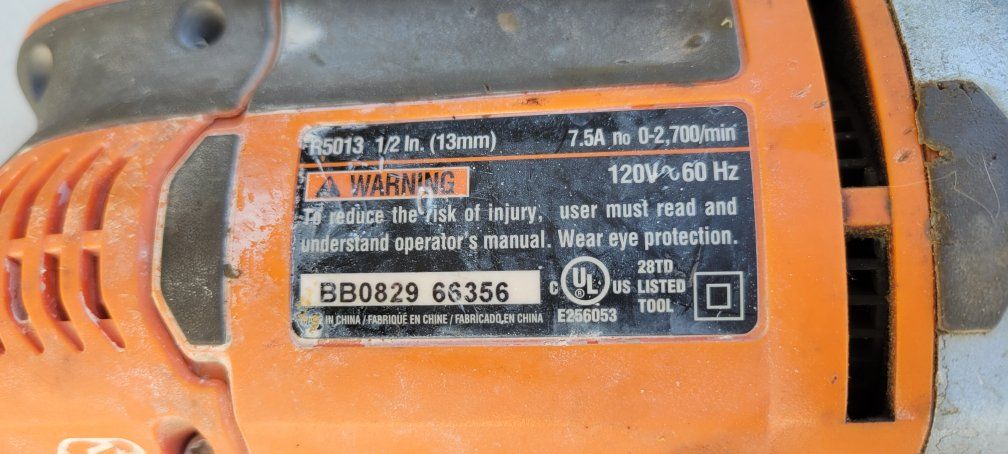 R5013 1/2 In. (13mm) 7.5A no 0-2,700/min
WARNING 120V~60 Hz
To reduce the risk of injury, user must read and
understand operator's manual. Wear eye protection.
BB0829 66356
C UL ® US
28TD
LISTED
TOOL
E256053
MADE IN CHINA / FABRIQUÉ EN CHINE / FABRICADO EN CHINA